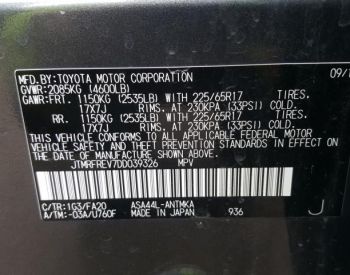 MFD.BY:TOYOTA MOTOR CORPORATION 09/1
GVWR:2085KG (4600LB)
GAWR:FRT. 1150KG (2535LB) WITH 225/65R17 TIRES.
17X7J RIMS. AT 230KPA (33PSI) COLD.
RR. 1150KG (2535LB) WITH 225/65R17 TIRES.
17X7J RIMS. AT 230KPA (33PSI) COLD.
THIS VEHICLE CONFORMS TO ALL APPLICABLE FEDERAL MOTOR
VEHICLE SAFETY STANDARDS IN EFFECT ON THE DATE OF
MANUFACTURE SHOWN ABOVE.
JTMRFREV7DD039326 MPV
C/TR:1G3/FA20 ASA44L-ANTMKA
A/TM:-03A/U760F MADE IN JAPAN 936 J